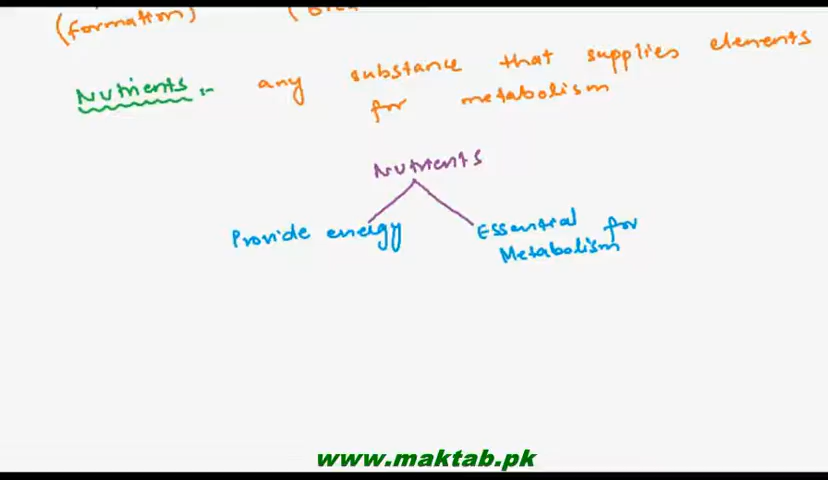 (formation)
Nutrients :- any substance that supplies elements
for metabolism
Nutrients
Provide energy Essential for
Metabolism
www.maktab.pk